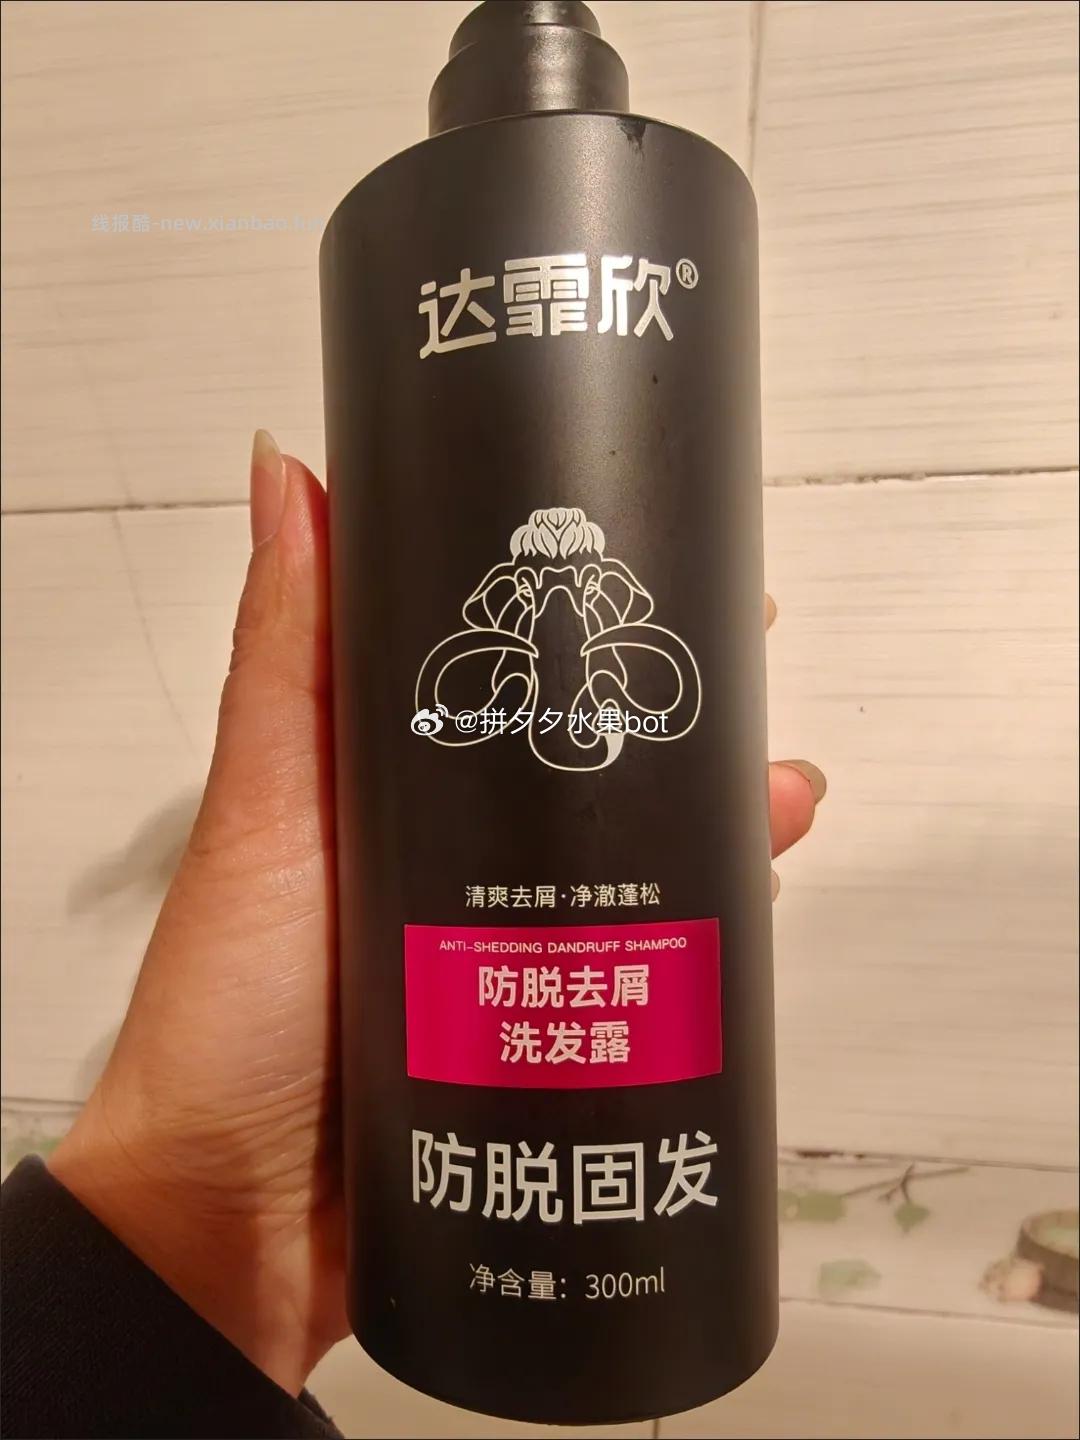 线报酷-new.xianbao.fun
达霏欣®
@拼夕夕水果bot
清爽去屑·净澈蓬松
ANTI-SHEDDING DANDRUFF SHAMPOO
防脱去屑
洗发露
防脱固发
净含量：300ml